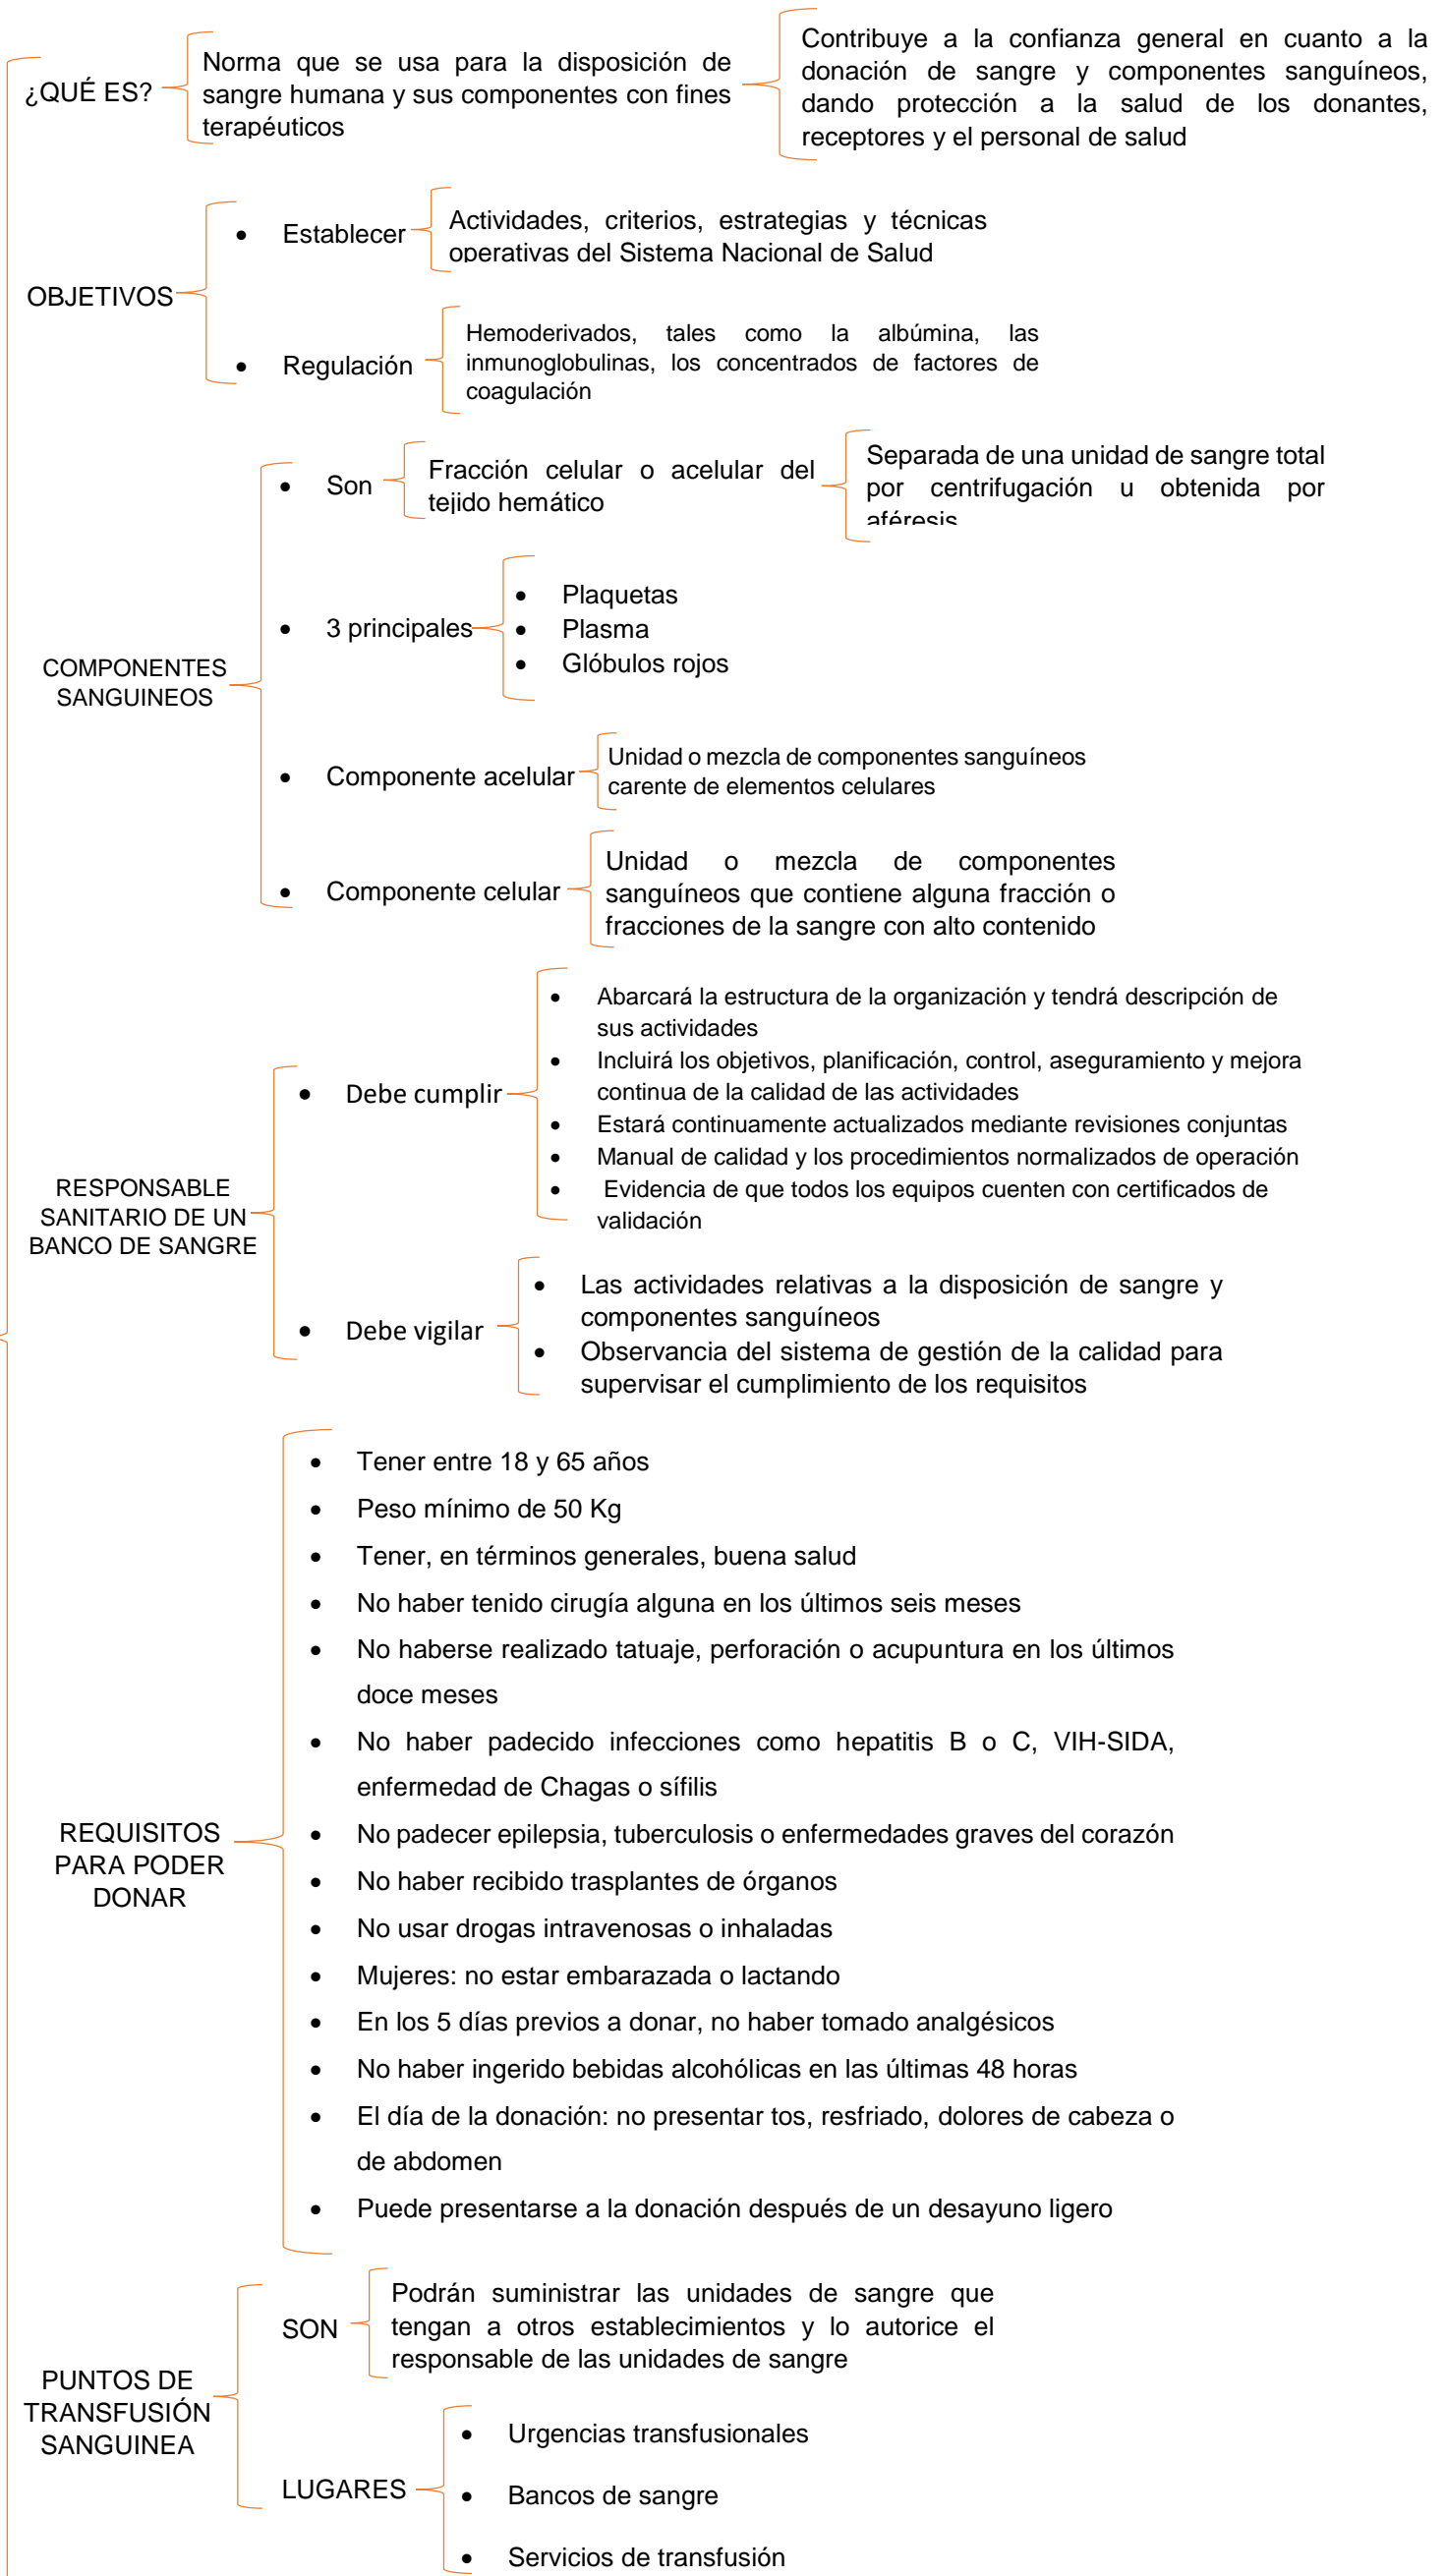 ¿QUÉ ES?
Norma que se usa para la disposición de
sangre humana y sus componentes con fines
terapéuticos
Contribuye a la confianza general en cuanto a la
donación de sangre y componentes sanguíneos,
dando protección a la salud de los donantes,
receptores y el personal de salud
OBJETIVOS
• Establecer
Actividades, criterios, estrategias y técnicas
operativas del Sistema Nacional de Salud
• Regulación
Hemoderivados, tales como la albúmina, las
inmunoglobulinas, los concentrados de factores de
coagulación
COMPONENTES
SANGUINEOS
• Son
Fracción celular o acelular del
tejido hemático
Separada de una unidad de sangre total
por centrifugación u obtenida por
aféresis
• 3 principales
• Plaquetas
• Plasma
• Glóbulos rojos
• Componente acelular
Unidad o mezcla de componentes sanguíneos
carente de elementos celulares
• Componente celular
Unidad o mezcla de componentes
sanguíneos que contiene alguna fracción o
fracciones de la sangre con alto contenido
RESPONSABLE
SANITARIO DE UN
BANCO DE SANGRE
• Debe cumplir
• Abarcará la estructura de la organización y tendrá descripción de
sus actividades
• Incluirá los objetivos, planificación, control, aseguramiento y mejora
continua de la calidad de las actividades
• Estará continuamente actualizados mediante revisiones conjuntas
• Manual de calidad y los procedimientos normalizados de operación
• Evidencia de que todos los equipos cuenten con certificados de
validación
• Debe vigilar
• Las actividades relativas a la disposición de sangre y
componentes sanguíneos
• Observancia del sistema de gestión de la calidad para
supervisar el cumplimiento de los requisitos
REQUISITOS
PARA PODER
DONAR
• Tener entre 18 y 65 años
• Peso mínimo de 50 Kg
• Tener, en términos generales, buena salud
• No haber tenido cirugía alguna en los últimos seis meses
• No haberse realizado tatuaje, perforación o acupuntura en los últimos
doce meses
• No haber padecido infecciones como hepatitis B o C, VIH-SIDA,
enfermedad de Chagas o sífilis
• No padecer epilepsia, tuberculosis o enfermedades graves del corazón
• No haber recibido trasplantes de órganos
• No usar drogas intravenosas o inhaladas
• Mujeres: no estar embarazada o lactando
• En los 5 días previos a donar, no haber tomado analgésicos
• No haber ingerido bebidas alcohólicas en las últimas 48 horas
• El día de la donación: no presentar tos, resfriado, dolores de cabeza o
de abdomen
• Puede presentarse a la donación después de un desayuno ligero
PUNTOS DE
TRANSFUSIÓN
SANGUINEA
SON
Podrán suministrar las unidades de sangre que
tengan a otros establecimientos y lo autorice el
responsable de las unidades de sangre
LUGARES
• Urgencias transfusionales
• Bancos de sangre
• Servicios de transfusión